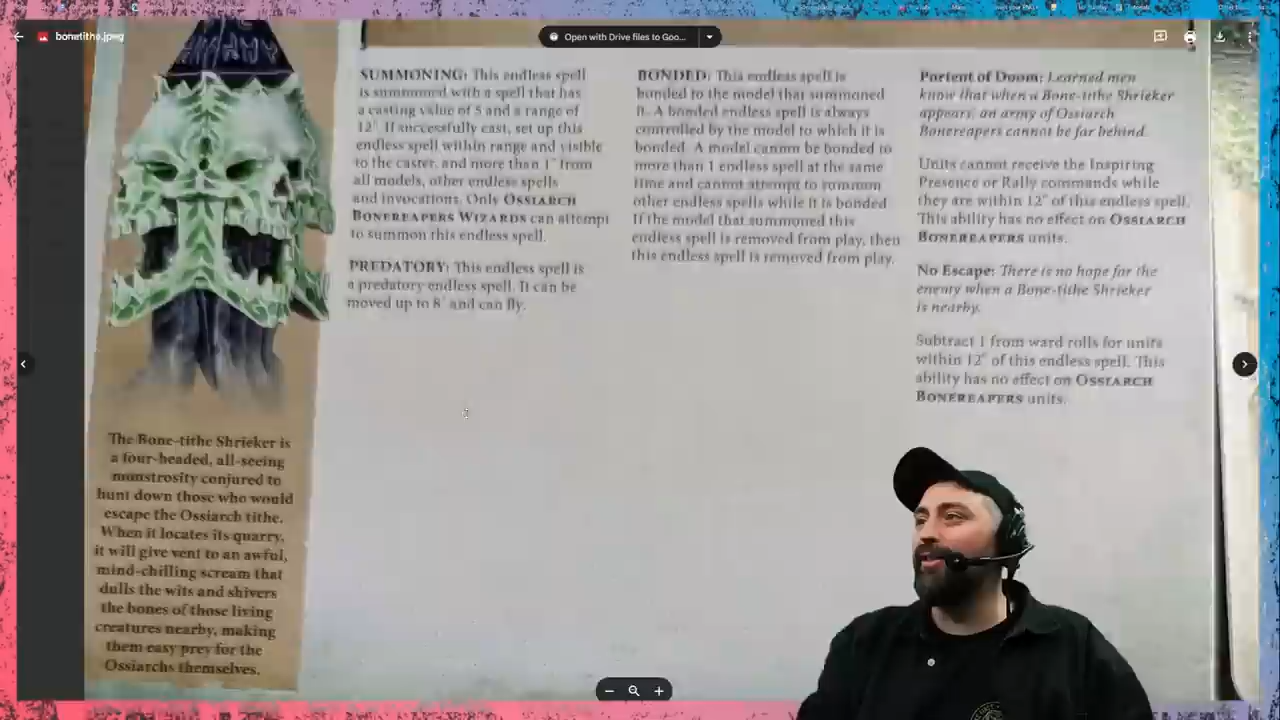 bonetithe.jpeg
Open with Drive files to Goo...
The Bone-tithe Shrieker is
a four-headed, all-seeing
monstrosity conjured to
hunt down those who would
escape the Ossiarch tithe.
When it locates its quarry,
it will give vent to an awful,
mind-chilling scream that
dulls the wits and shivers
the bones of those living
creatures nearby, making
them easy prey for the
Ossiarchs themselves.
SUMMONING: This endless spell
is summoned with a spell that has
a casting value of 5 and a range of
12". If successfully cast, set up this
endless spell within range and visible
to the caster, and more than 1" from
all models, other endless spells
and invocations. Only OSSIARCH
BONEREAPERS WIZARDS can attempt
to summon this endless spell.
PREDATORY: This endless spell is
a predatory endless spell. It can be
moved up to 8" and can fly.
BONDED: This endless spell is
bonded to the model that summoned
it. A bonded endless spell is always
controlled by the model to which it is
bonded. A model cannot be bonded to
more than 1 endless spell at the same
time and cannot attempt to summon
other endless spells while it is bonded
If the model that summoned this
endless spell is removed from play, then
this endless spell is removed from play.
Portent of Doom: Learned men
know that when a Bone-tithe Shrieker
appears, an army of Ossiarch
Bonereapers cannot be far behind.
Units cannot receive the Inspiring
Presence or Rally commands while
they are within 12" of this endless spell.
This ability has no effect on OSSIARCH
BONEREAPERS units.
No Escape: There is no hope for the
enemy when a Bone-tithe Shrieker
is nearby.
Subtract 1 from ward rolls for units
within 12" of this endless spell. This
ability has no effect on OSSIARCH
BONEREAPERS units.